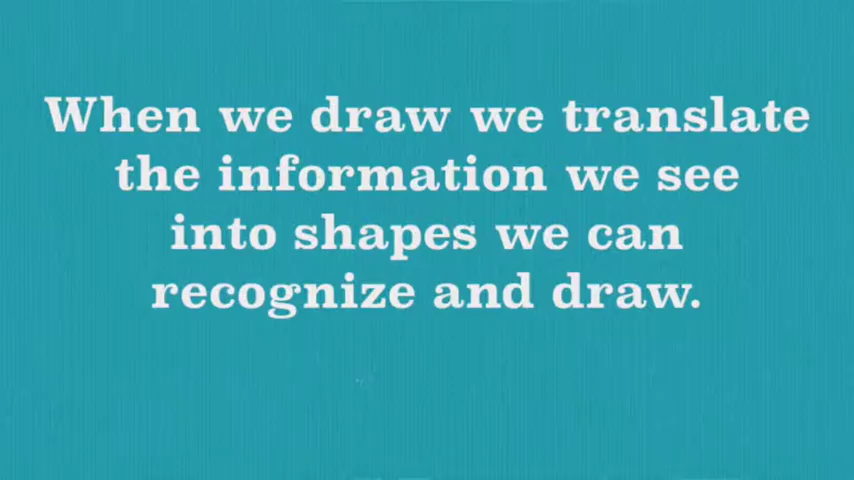 When we draw we translate
the information we see
into shapes we can
recognize and draw.